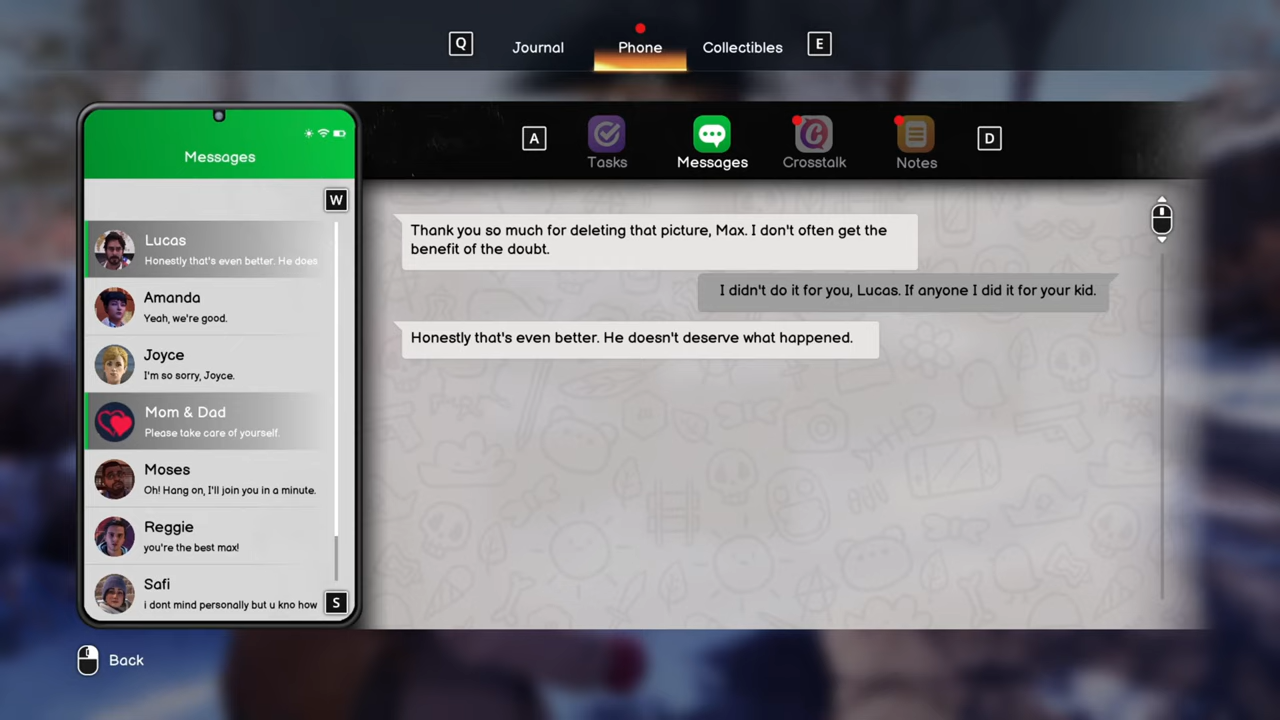 Q
Journal
Phone
Collectibles
E
A
Tasks
Messages
Crosstalk
Notes
D
Messages
W
Lucas
Honestly that's even better. He does
Amanda
Yeah, we're good.
Joyce
I'm so sorry, Joyce.
Mom & Dad
Please take care of yourself.
Moses
Oh! Hang on, I'll join you in a minute.
Reggie
you're the best max!
Safi
i dont mind personally but u kno how
S
Thank you so much for deleting that picture, Max. I don't often get the
benefit of the doubt.
I didn't do it for you, Lucas. If anyone I did it for your kid.
Honestly that's even better. He doesn't deserve what happened.
Back